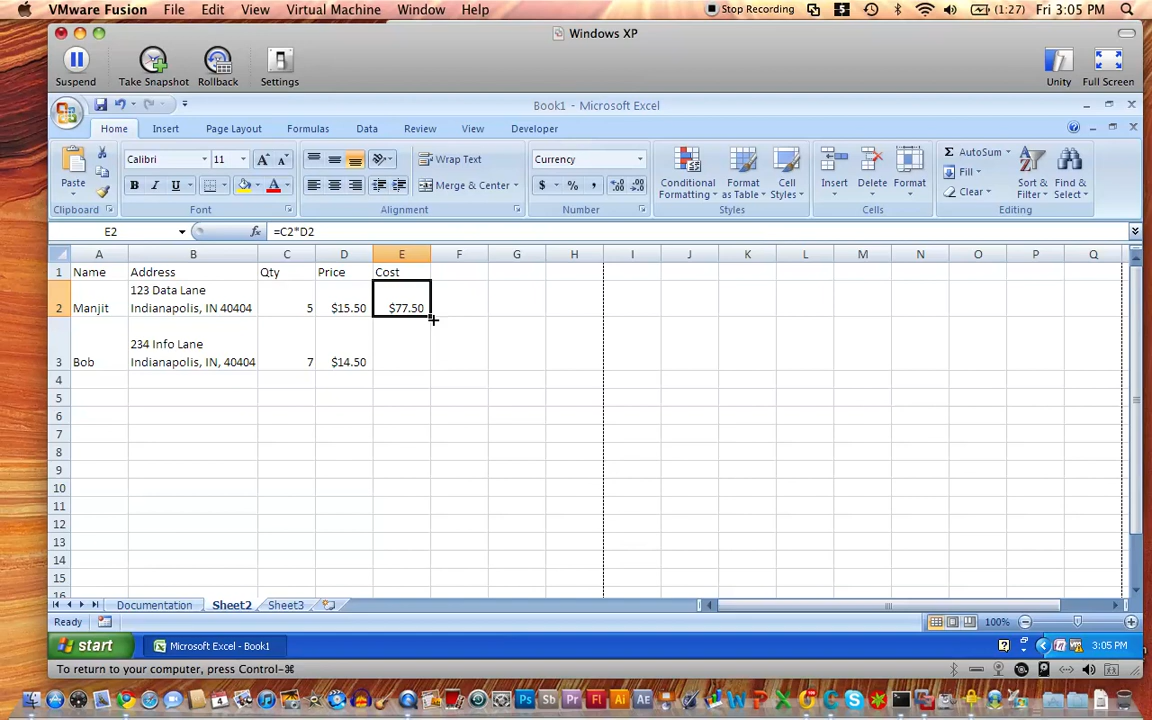 VMware Fusion File Edit View Virtual Machine Window Help Stop Recording (1:27) Fri 3:05 PM
Windows XP
Suspend Take Snapshot Rollback Settings Unity Full Screen
Book1 - Microsoft Excel
Home Insert Page Layout Formulas Data Review View Developer
Paste
Clipboard
Calibri 11
B I U A
Font
Wrap Text
Merge & Center
Alignment
Currency
$ % ,
Number
Conditional Formatting
Format as Table
Cell Styles
Styles
Insert Delete Format
Cells
Σ AutoSum
Fill
Clear
Sort & Filter
Find & Select
Editing
E2 fx =C2*D2
A B C D E F G H I J K L M N O P Q
1 Name Address Qty Price Cost
123 Data Lane
2 Manjit Indianapolis, IN 40404 5 $15.50 $77.50
234 Info Lane
3 Bob Indianapolis, IN, 40404 7 $14.50
4
5
6
7
8
9
10
11
12
13
14
15
16
Documentation Sheet2 Sheet3
Ready 100%
start Microsoft Excel - Book1 3:05 PM
To return to your computer, press Control-⌘